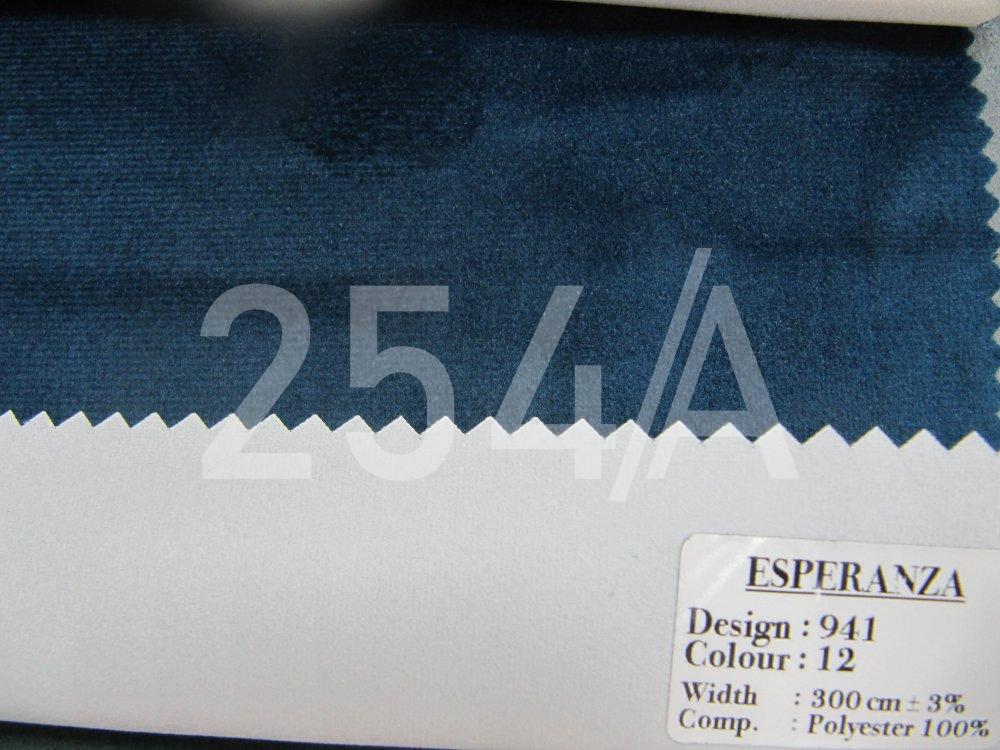 254/A
ESPERANZA
Design : 941
Colour : 12
Width : 300 cm ± 3%
Comp. : Polyester 100%